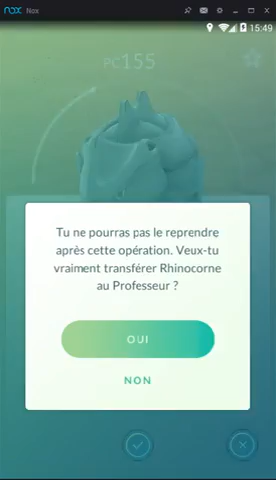 nox Nox
15:49
PC155
Tu ne pourras pas le reprendre
après cette opération. Veux-tu
vraiment transférer Rhinocorne
au Professeur ?
OUI
NON